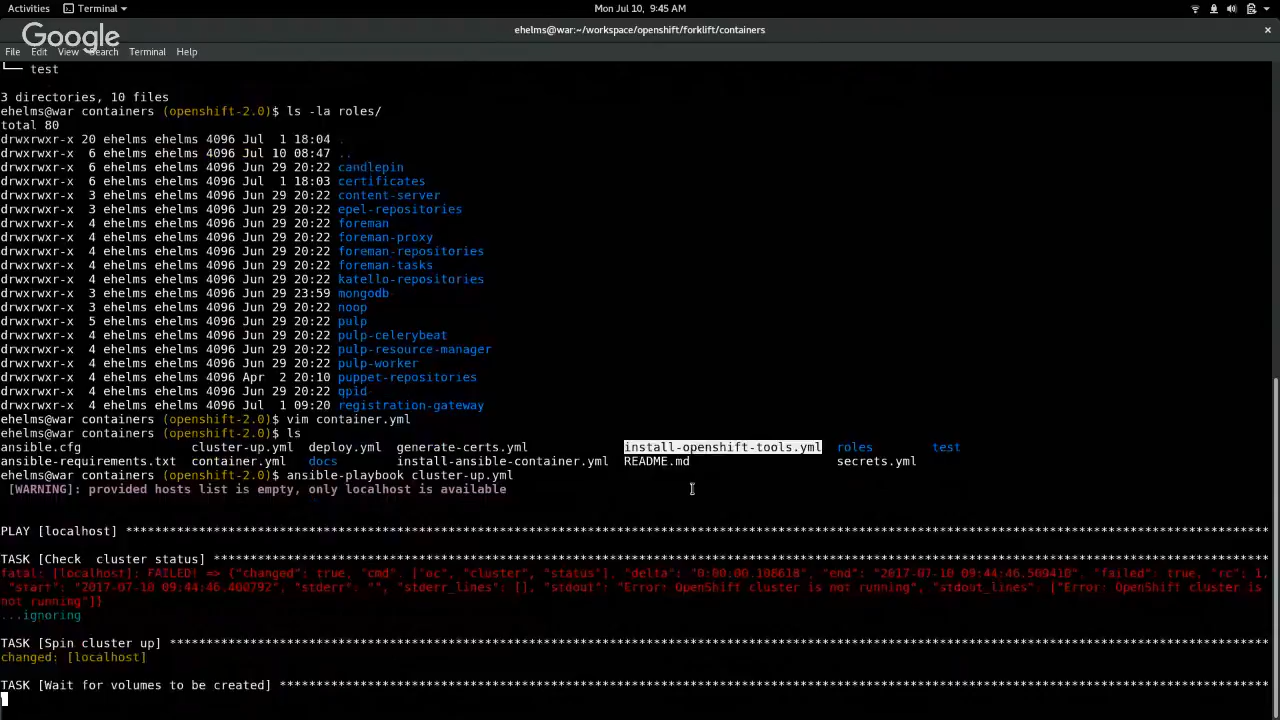 Activities Terminal Mon Jul 10, 9:45 AM
ehelms@war:~/workspace/openshift/forklift/containers ×
Google
File Edit View Search Terminal Help
└── test
3 directories, 10 files
ehelms@war containers (openshift-2.0)$ ls -la roles/
total 80
drwxrwxr-x 20 ehelms ehelms 4096 Jul  1 18:04 .
drwxrwxr-x  6 ehelms ehelms 4096 Jul 10 08:47 ..
drwxrwxr-x  6 ehelms ehelms 4096 Jun 29 20:22 candlepin
drwxrwxr-x  6 ehelms ehelms 4096 Jul  1 18:03 certificates
drwxrwxr-x  3 ehelms ehelms 4096 Jun 29 20:22 content-server
drwxrwxr-x  3 ehelms ehelms 4096 Jun 29 20:22 epel-repositories
drwxrwxr-x  4 ehelms ehelms 4096 Jun 29 20:22 foreman
drwxrwxr-x  4 ehelms ehelms 4096 Jun 29 20:22 foreman-proxy
drwxrwxr-x  4 ehelms ehelms 4096 Jun 29 20:22 foreman-repositories
drwxrwxr-x  4 ehelms ehelms 4096 Jun 29 20:22 foreman-tasks
drwxrwxr-x  4 ehelms ehelms 4096 Jun 29 20:22 katello-repositories
drwxrwxr-x  3 ehelms ehelms 4096 Jun 29 23:59 mongodb
drwxrwxr-x  3 ehelms ehelms 4096 Jun 29 20:22 noop
drwxrwxr-x  5 ehelms ehelms 4096 Jun 29 20:22 pulp
drwxrwxr-x  4 ehelms ehelms 4096 Jun 29 20:22 pulp-celerybeat
drwxrwxr-x  4 ehelms ehelms 4096 Jun 29 20:22 pulp-resource-manager
drwxrwxr-x  4 ehelms ehelms 4096 Jun 29 20:22 pulp-worker
drwxrwxr-x  4 ehelms ehelms 4096 Apr  2 20:10 puppet-repositories
drwxrwxr-x  4 ehelms ehelms 4096 Jun 29 20:22 qpid
drwxrwxr-x  4 ehelms ehelms 4096 Jul  1 09:20 registration-gateway
ehelms@war containers (openshift-2.0)$ vim container.yml
ehelms@war containers (openshift-2.0)$ ls
ansible.cfg cluster-up.yml deploy.yml generate-certs.yml install-openshift-tools.yml roles test
ansible-requirements.txt container.yml docs install-ansible-container.yml README.md secrets.yml
ehelms@war containers (openshift-2.0)$ ansible-playbook cluster-up.yml
[WARNING]: provided hosts list is empty, only localhost is available
PLAY [localhost] ******************************************************************
TASK [Check  cluster status] ******************************************************************
fatal: [localhost]: FAILED! => {"changed": true, "cmd": ["oc", "cluster", "status"], "delta": "0:00:00.108618", "end": "2017-07-10 09:44:46.509410", "failed": true, "rc": 1,
"start": "2017-07-10 09:44:46.400792", "stderr": "", "stderr_lines": [], "stdout": "Error: OpenShift cluster is not running", "stdout_lines": ["Error: OpenShift cluster is
not running"]}
...ignoring
TASK [Spin cluster up] ******************************************************************
changed: [localhost]
TASK [Wait for volumes to be created] ******************************************************************